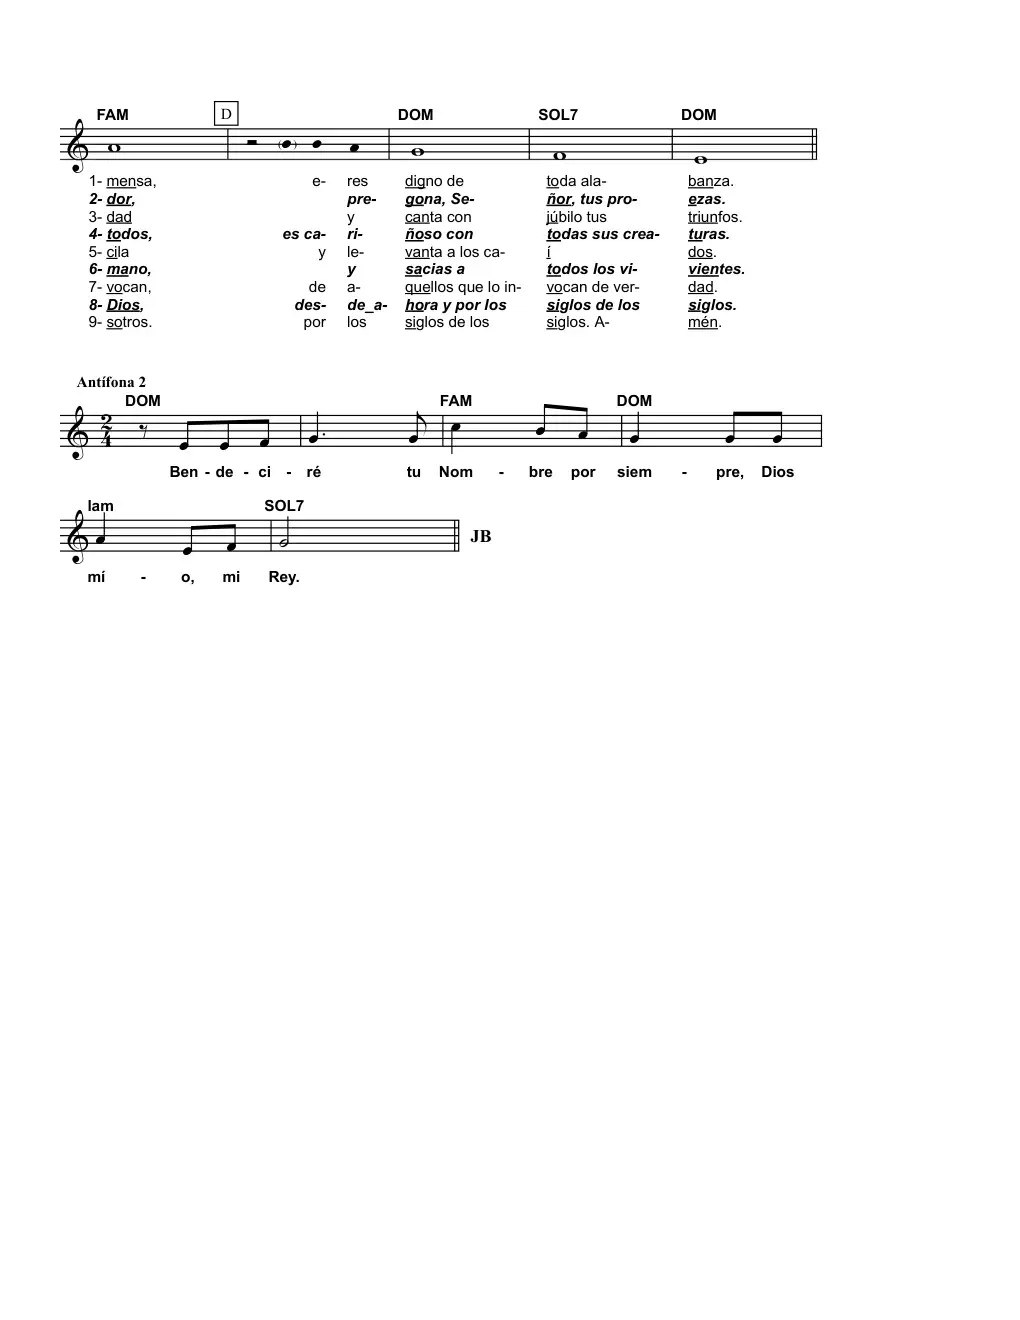 FAM D DOM SOL7 DOM
1- mensa, e- res digno de toda ala- banza.
2- dor, pre- gona, Se- ñor, tus pro- ezas.
3- dad y canta con júbilo tus triunfos.
4- todos, es ca- ri- ñoso con todas sus crea- turas.
5- cila y le- vanta a los ca- í dos.
6- mano, y sacias a todos los vi- vientes.
7- vocan, de a- quellos que lo in- vocan de ver- dad.
8- Dios, des- de_a- hora y por los siglos de los siglos.
9- sotros. por los siglos de los siglos. A- mén.
Antífona 2
DOM FAM DOM
2
4
Ben - de - ci - ré tu Nom - bre por siem - pre, Dios
lam SOL7
JB
mí - o, mi Rey.